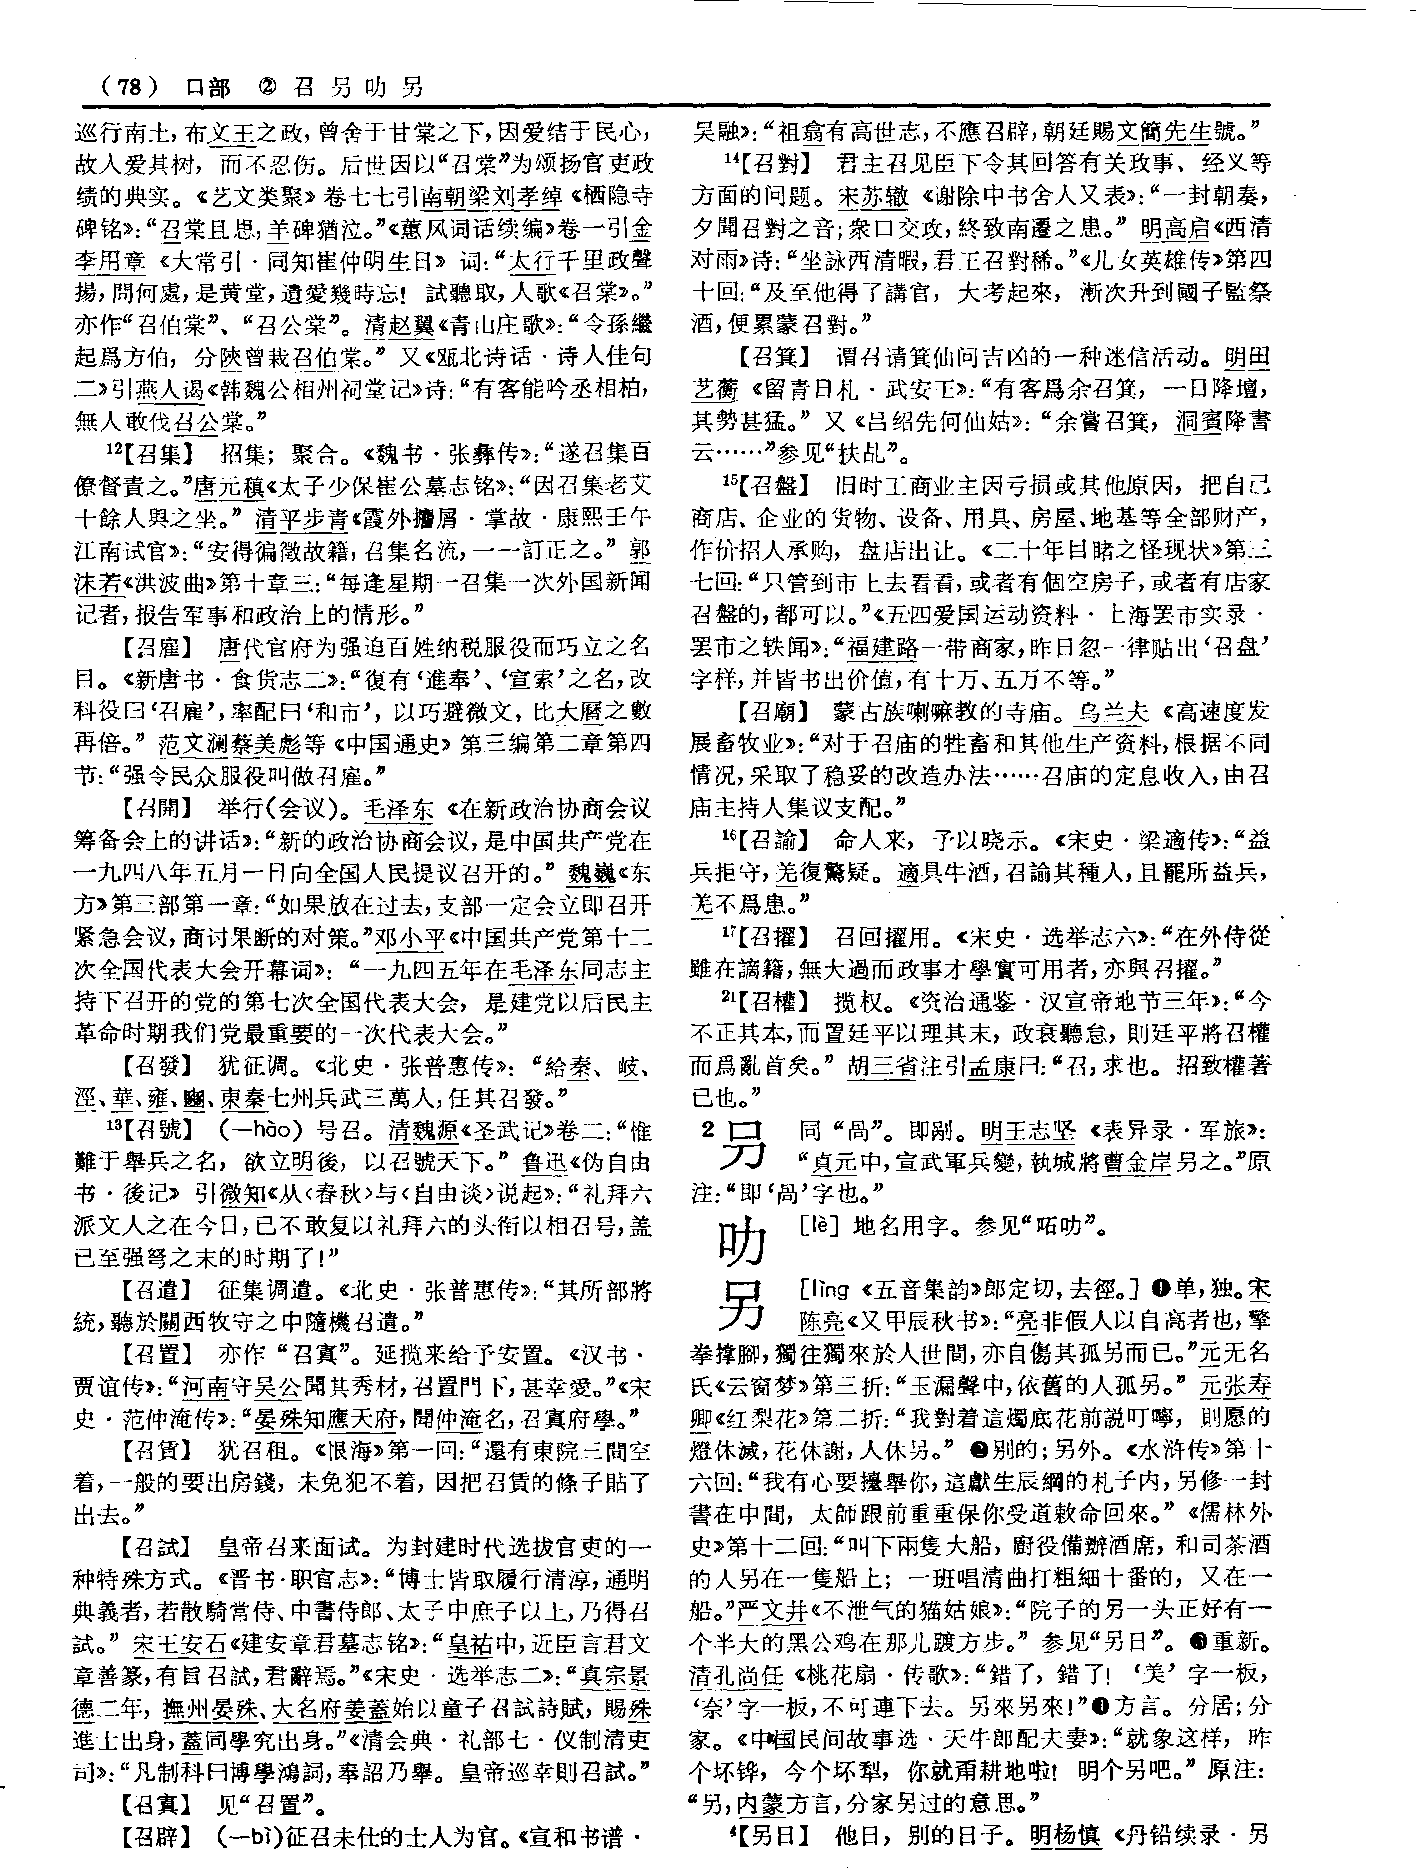 (78) 口部 ② 召叧叻另
巡行南土，布文王之政，曾舍于甘棠之下，因爱结于民心，
故人爱其树，而不忍伤。后世因以“召棠”为颂扬官吏政
绩的典实。《艺文类聚》卷七七引南朝梁刘孝绰《栖隐寺
碑铭》：“召棠且思，羊碑猶泣。”《蕙风词话续编》卷一引金
李用章《大常引·同知崔仲明生日》词：“太行千里政聲
揚，問何處，是黄堂，遺愛幾時忘！試聽取，人歌《召棠》。”
亦作“召伯棠”、“召公棠”。清赵翼《青山庄歌》：“令孫繼
起爲方伯，分陝曾栽召伯棠。”又《瓯北诗话·诗人佳句
二》引燕人谒《韩魏公相州祠堂记》诗：“有客能吟丞相柏，
無人敢伐召公棠。”
12【召集】 招集；聚合。《魏书·张彝传》：“遂召集百
僚督責之。”唐元稹《太子少保崔公墓志铭》：“因召集老艾
十餘人與之坐。”清平步青《霞外攟屑·掌故·康熙壬午
江南试官》：“安得徧徵故籍，召集名流，一一訂正之。”郭
沫若《洪波曲》第十章三：“每逢星期一召集一次外国新闻
记者，报告军事和政治上的情形。”
【召雇】 唐代官府为强迫百姓纳税服役而巧立之名
目。《新唐书·食货志二》：“復有‘進奉’、‘宣索’之名，改
科役曰‘召雇’，率配曰‘和市’，以巧避微文，比大曆之數
再倍。”范文澜蔡美彪等《中国通史》第三编第二章第四
节：“强令民众服役叫做召雇。”
【召開】 举行(会议)。毛泽东《在新政治协商会议
筹备会上的讲话》：“新的政治协商会议，是中国共产党在
一九四八年五月一日向全国人民提议召开的。”魏巍《东
方》第三部第一章：“如果放在过去，支部一定会立即召开
紧急会议，商讨果断的对策。”邓小平《中国共产党第十二
次全国代表大会开幕词》：“一九四五年在毛泽东同志主
持下召开的党的第七次全国代表大会，是建党以后民主
革命时期我们党最重要的一次代表大会。”
【召發】 犹征调。《北史·张普惠传》：“給秦、岐、
涇、華、雍、豳、東秦七州兵武三萬人，任其召發。”
13【召號】 (—hào) 号召。清魏源《圣武记》卷二：“惟
難于舉兵之名，欲立明後，以召號天下。”鲁迅《伪自由
书·後记》引微知《从〈春秋〉与〈自由谈〉说起》：“礼拜六
派文人之在今日，已不敢复以礼拜六的头衔以相召号，盖
已至强弩之末的时期了！”
【召遣】 征集调遣。《北史·张普惠传》：“其所部將
統，聽於關西牧守之中隨機召遣。”
【召置】 亦作“召寘”。延揽来给予安置。《汉书·
贾谊传》：“河南守吴公聞其秀材，召置門下，甚幸愛。”《宋
史·范仲淹传》：“晏殊知應天府，聞仲淹名，召寘府學。”
【召賃】 犹召租。《恨海》第一回：“還有東院三間空
着，一般的要出房錢，未免犯不着，因把召賃的條子貼了
出去。”
【召試】 皇帝召来面试。为封建时代选拔官吏的一
种特殊方式。《晋书·职官志》：“博士皆取履行清淳，通明
典義者，若散騎常侍、中書侍郎、太子中庶子以上，乃得召
試。”宋王安石《建安章君墓志铭》：“皇祐中，近臣言君文
章善篆，有旨召試，君辭焉。”《宋史·选举志二》：“真宗景
德二年，撫州晏殊、大名府姜蓋始以童子召試詩賦，賜殊
進士出身，蓋同學究出身。”《清会典·礼部七·仪制清吏
司》：“凡制科曰博學鴻詞，奉詔乃舉。皇帝巡幸則召試。”
【召寘】 见“召置”。
【召辟】 (—bì)征召未仕的士人为官。《宣和书谱·
吴融》：“祖翕有高世志，不應召辟，朝廷賜文簡先生號。”
14【召對】 君主召见臣下令其回答有关政事、经义等
方面的问题。宋苏辙《谢除中书舍人又表》：“一封朝奏，
夕聞召對之音；衆口交攻，終致南遷之患。”明高启《西清
对雨》诗：“坐詠西清暇，君王召對稀。”《儿女英雄传》第四
十回：“及至他得了講官，大考起來，漸次升到國子監祭
酒，便累蒙召對。”
【召箕】 谓召请箕仙问吉凶的一种迷信活动。明田
艺蘅《留青日札·武安王》：“有客爲余召箕，一日降壇，
其勢甚猛。”又《吕绍先何仙姑》：“余嘗召箕，洞賓降書
云……”参见“扶乩”。
15【召盤】 旧时工商业主因亏损或其他原因，把自己
商店、企业的货物、设备、用具、房屋、地基等全部财产，
作价招人承购，盘店出让。《二十年目睹之怪现状》第三
七回：“只管到市上去看看，或者有個空房子，或者有店家
召盤的，都可以。”《五四爱国运动资料·上海罢市实录·
罢市之轶闻》：“福建路一带商家，昨日忽一律贴出‘召盘’
字样，并皆书出价值，有十万、五万不等。”
【召廟】 蒙古族喇嘛教的寺庙。乌兰夫《高速度发
展畜牧业》：“对于召庙的牲畜和其他生产资料，根据不同
情况，采取了稳妥的改造办法……召庙的定息收入，由召
庙主持人集议支配。”
16【召諭】 命人来，予以晓示。《宋史·梁適传》：“益
兵拒守，羌復驚疑。適具牛酒，召諭其種人，且罷所益兵，
羌不爲患。”
17【召擢】 召回擢用。《宋史·选举志六》：“在外侍從
雖在謫籍，無大過而政事才學實可用者，亦與召擢。”
21【召權】 揽权。《资治通鉴·汉宣帝地节三年》：“今
不正其本，而置廷平以理其末，政衰聽怠，則廷平將召權
而爲亂首矣。”胡三省注引孟康曰：“召，求也。招致權著
己也。”
2 叧 同“咼”。即剐。明王志坚《表异录·军旅》：
“貞元中，宣武軍兵變，執城將曹金岸叧之。”原
注：“即‘咼’字也。”
叻 [lè] 地名用字。参见“㕷叻”。
另 [lìng《五音集韵》郎定切，去徑。] ❶单，独。宋
陈亮《又甲辰秋书》：“亮非假人以自高者也，擎
拳撑脚，獨往獨來於人世間，亦自傷其孤另而已。”元无名
氏《云窗梦》第三折：“玉漏聲中，依舊的人孤另。”元张寿
卿《红梨花》第二折：“我對着這燭底花前説叮嚀，則愿的
燈休滅，花休謝，人休另。”❷别的；另外。《水浒传》第十
六回：“我有心要擡舉你，這獻生辰綱的札子内，另修一封
書在中間，太師跟前重重保你受道敕命回來。”《儒林外
史》第十二回：“叫下兩隻大船，廚役備辦酒席，和司茶酒
的人另在一隻船上；一班唱清曲打粗細十番的，又在一
船。”严文井《不泄气的猫姑娘》：“院子的另一头正好有一
个半大的黑公鸡在那儿踱方步。”参见“另日”。❸重新。
清孔尚任《桃花扇·传歌》：“錯了，錯了！‘美’字一板，
‘奈’字一板，不可連下去。另來另來！”❹方言。分居；分
家。《中国民间故事选·天牛郎配夫妻》：“就象这样，昨
个坏铧，今个坏犁，你就甭耕地啦！明个另吧。”原注：
“另，内蒙方言，分家另过的意思。”
4【另日】 他日，别的日子。明杨慎《丹铅续录·另